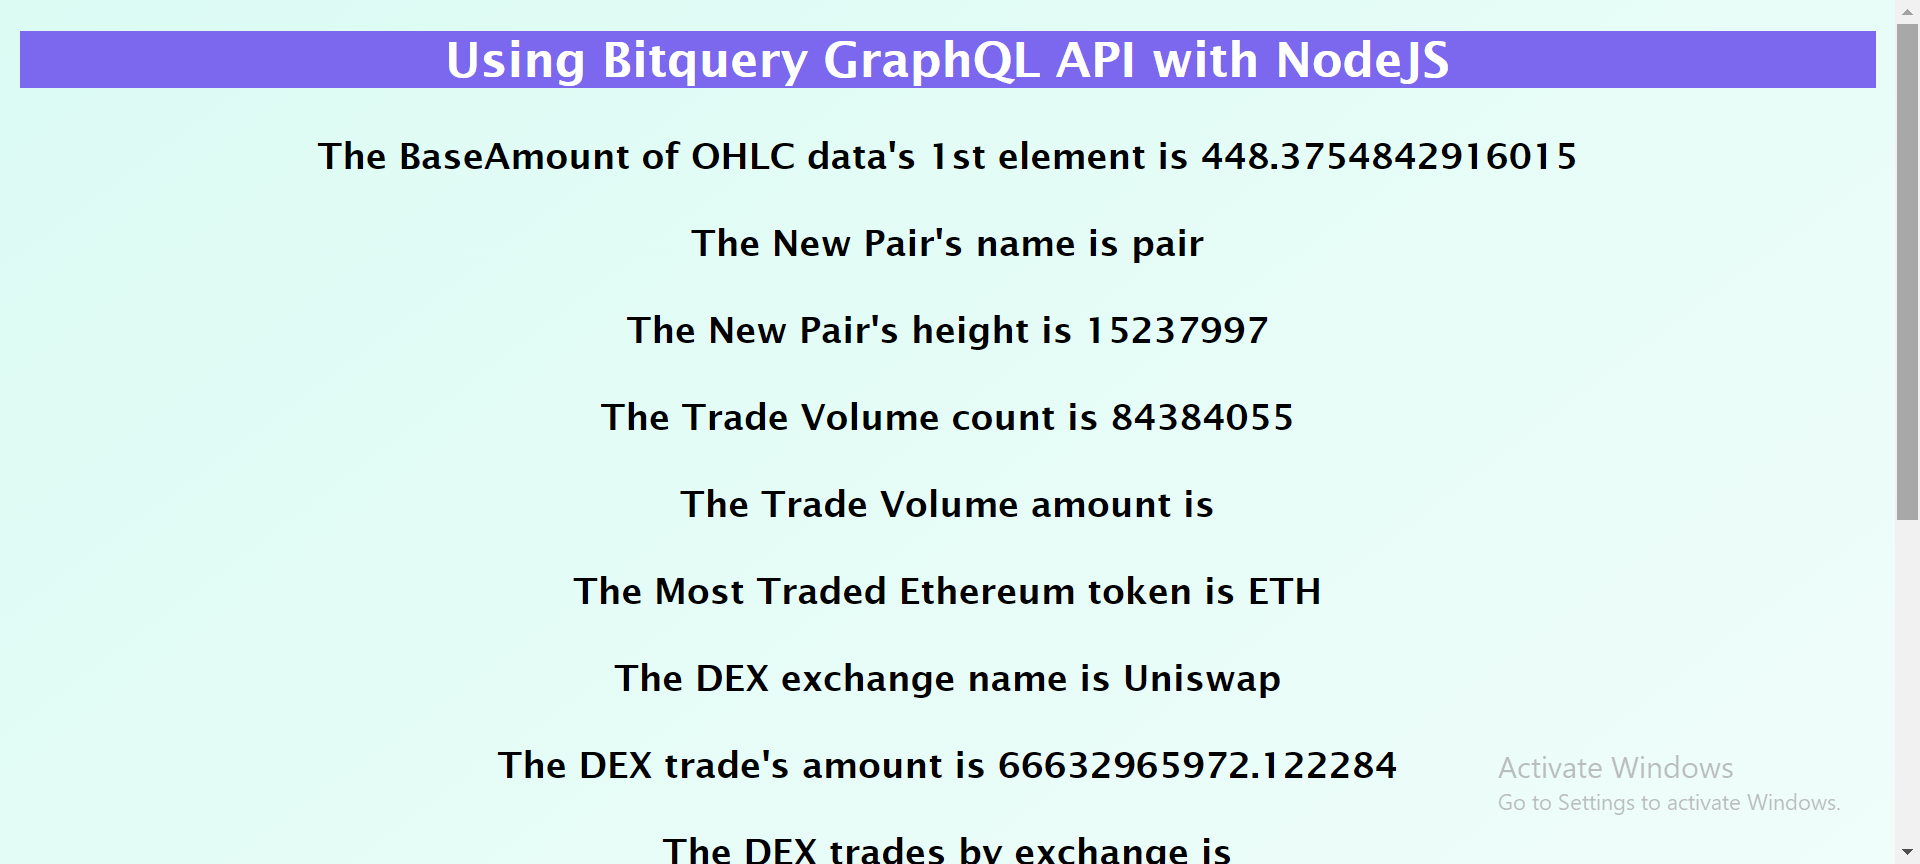 Using Bitquery GraphQL API with NodeJS
The BaseAmount of OHLC data's 1st element is 448.3754842916015
The New Pair's name is pair
The New Pair's height is 15237997
The Trade Volume count is 84384055
The Trade Volume amount is
The Most Traded Ethereum token is ETH
The DEX exchange name is Uniswap
The DEX trade's amount is 66632965972.122284
Activate Windows
Go to Settings to activate Windows.
The DEX trades by exchange is